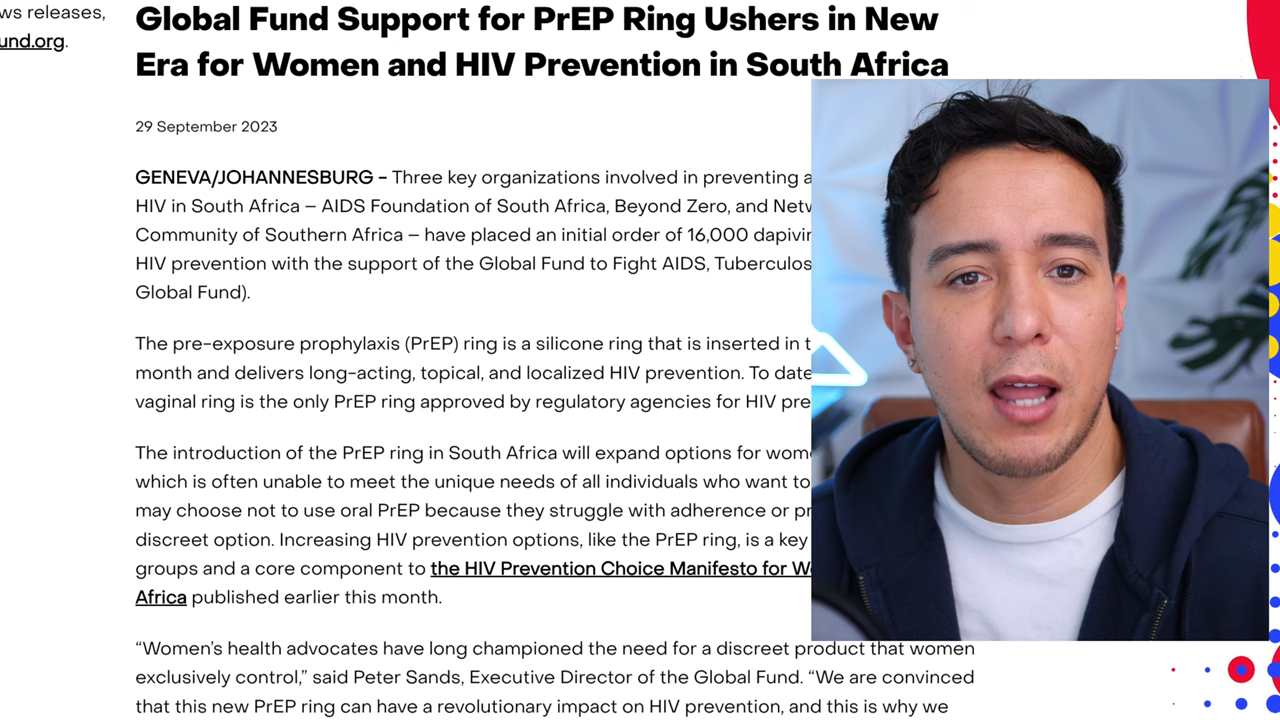 ws releases,
und.org.
Global Fund Support for PrEP Ring Ushers in New
Era for Women and HIV Prevention in South Africa
29 September 2023
GENEVA/JOHANNESBURG – Three key organizations involved in preventing a
HIV in South Africa – AIDS Foundation of South Africa, Beyond Zero, and Netw
Community of Southern Africa – have placed an initial order of 16,000 dapivir
HIV prevention with the support of the Global Fund to Fight AIDS, Tuberculos
Global Fund).
The pre-exposure prophylaxis (PrEP) ring is a silicone ring that is inserted in t
month and delivers long-acting, topical, and localized HIV prevention. To date
vaginal ring is the only PrEP ring approved by regulatory agencies for HIV pre
The introduction of the PrEP ring in South Africa will expand options for wom
which is often unable to meet the unique needs of all individuals who want to
may choose not to use oral PrEP because they struggle with adherence or pr
discreet option. Increasing HIV prevention options, like the PrEP ring, is a key
groups and a core component to the HIV Prevention Choice Manifesto for Wo
Africa published earlier this month.
“Women’s health advocates have long championed the need for a discreet product that women
exclusively control,” said Peter Sands, Executive Director of the Global Fund. “We are convinced
that this new PrEP ring can have a revolutionary impact on HIV prevention, and this is why we